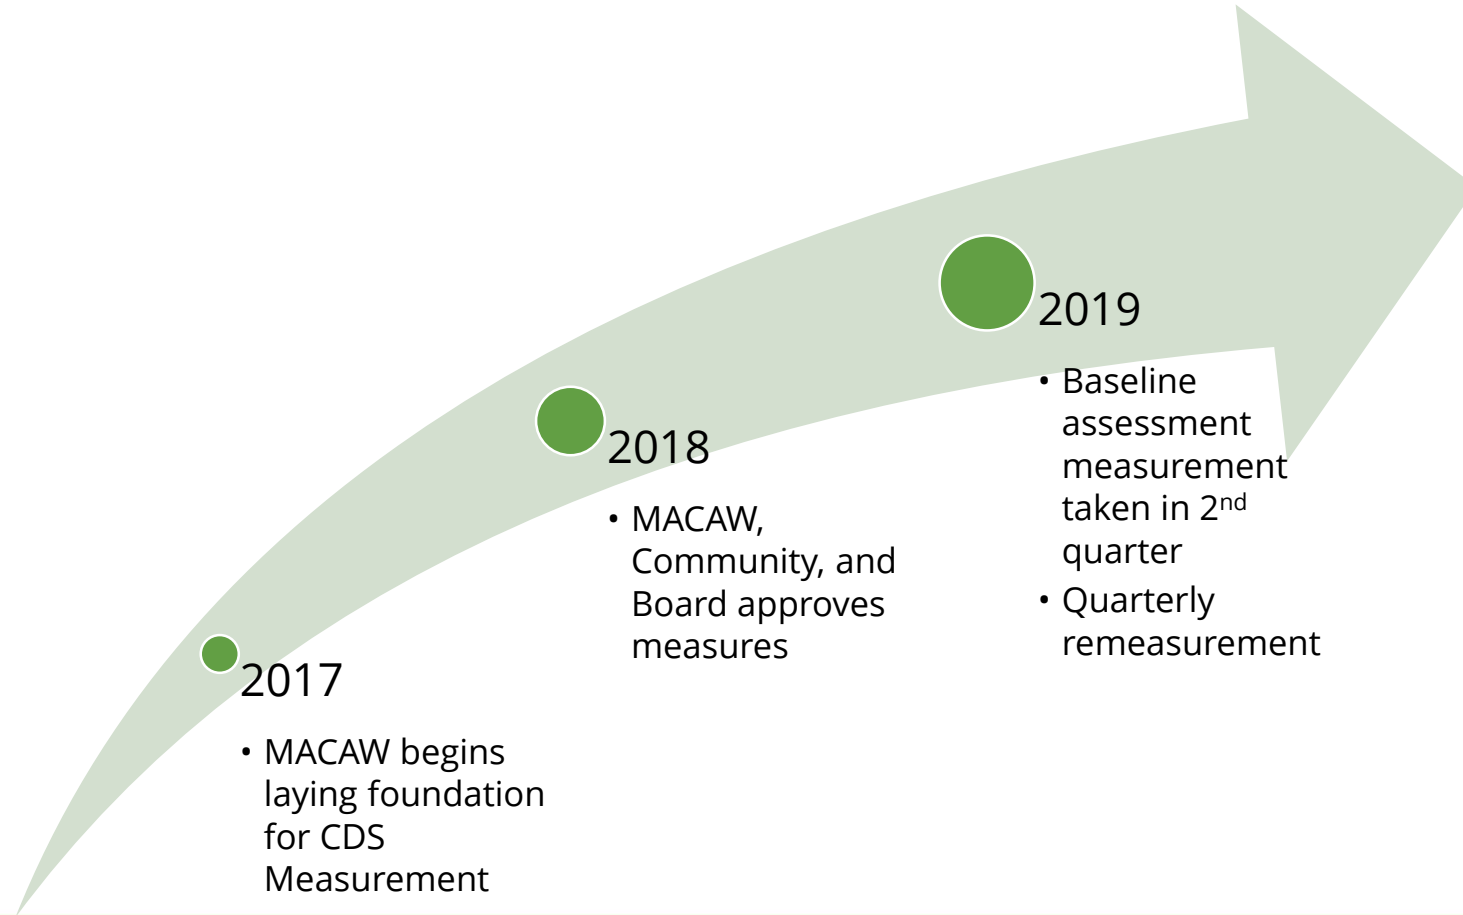 2017
• MACAW begins
laying foundation
for CDS
Measurement
2018
• MACAW,
Community, and
Board approves
measures
2019
• Baseline
assessment
measurement
taken in 2nd
quarter
• Quarterly
remeasurement